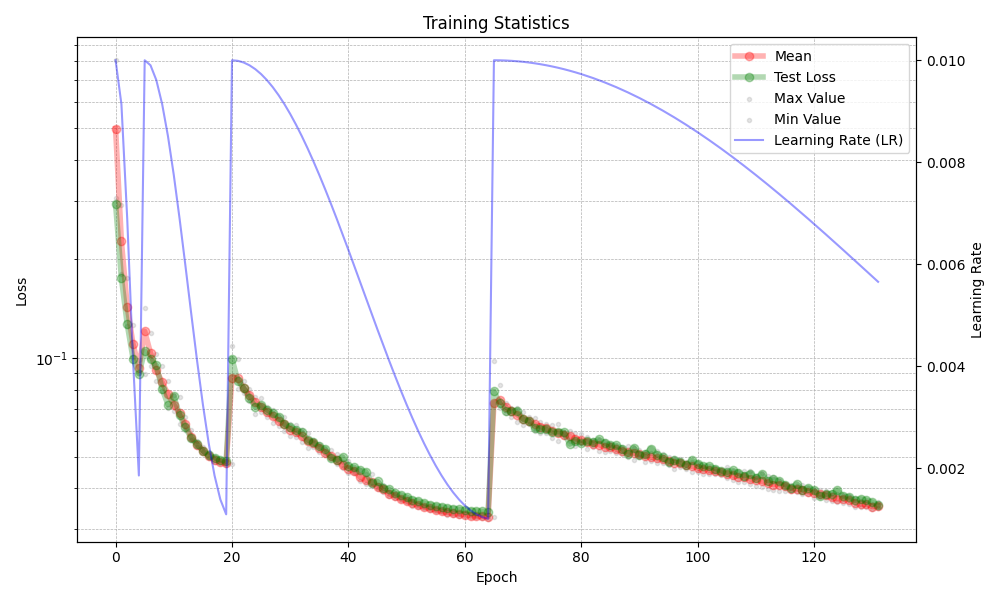 Training Statistics
Mean
Test Loss
Max Value
Min Value
Learning Rate (LR)
Loss
10⁻¹
0.010
0.008
0.006
0.004
0.002
Learning Rate
0 20 40 60 80 100 120
Epoch